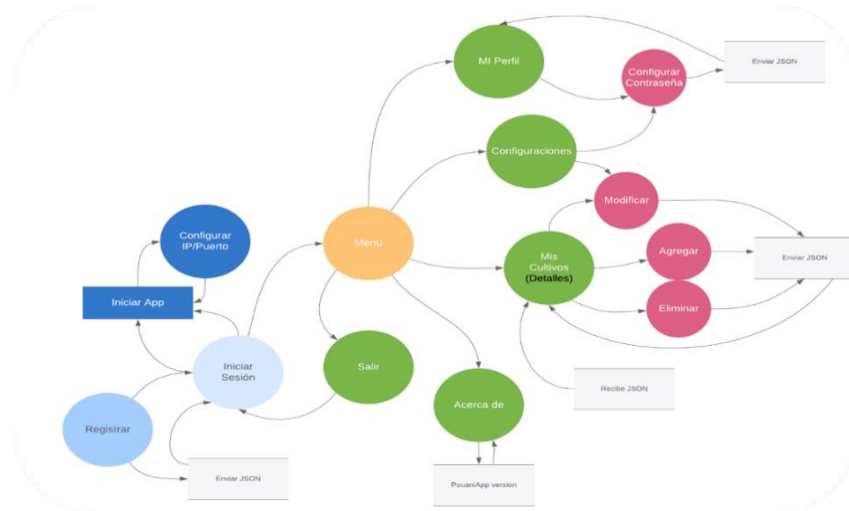 MI Perfil
Enviar JSON
Configurar
Contraseña
Configuraciones
Modificar
Configurar
IP/Puerto
Menu
Mis
Cultivos
(Detalles)
Agregar
Enviar JSON
Iniciar App
Eliminar
Iniciar
Sesión
Salir
Recibe JSON
Acerca de
Registrar
Enviar JSON
version